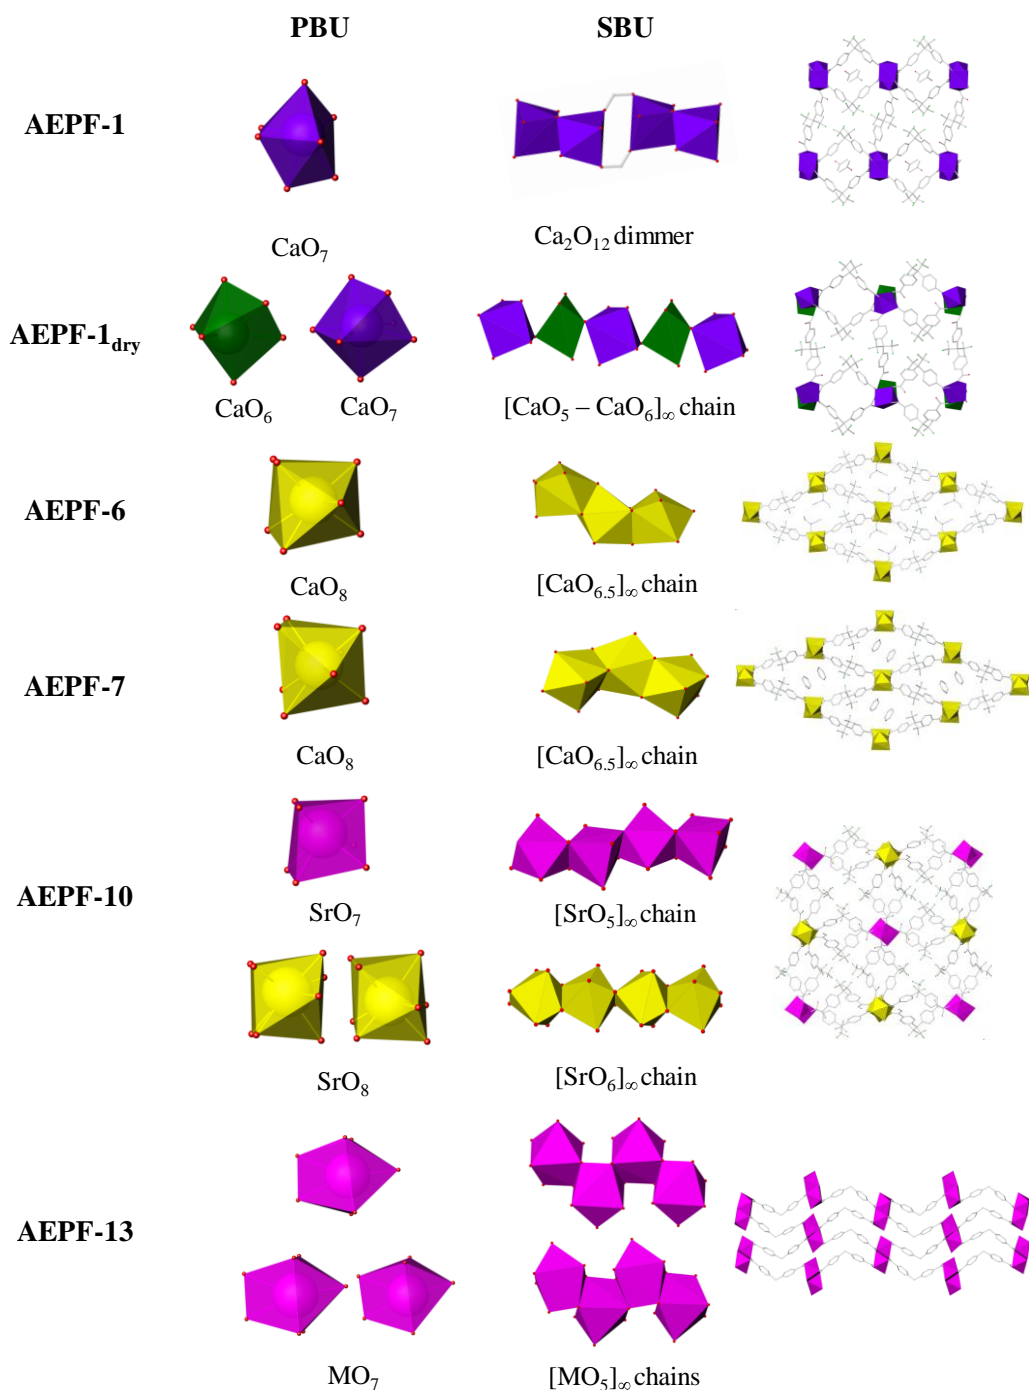 PBU SBU
AEPF-1
CaO₇ Ca₂O₁₂ dimmer
AEPF-1dry
CaO₆ CaO₇ [CaO₅ – CaO₆]∞ chain
AEPF-6
CaO₈ [CaO₆.₅]∞ chain
AEPF-7
CaO₈ [CaO₆.₅]∞ chain
AEPF-10
SrO₇ [SrO₅]∞ chain
SrO₈ [SrO₆]∞ chain
AEPF-13
MO₇ [MO₅]∞ chains